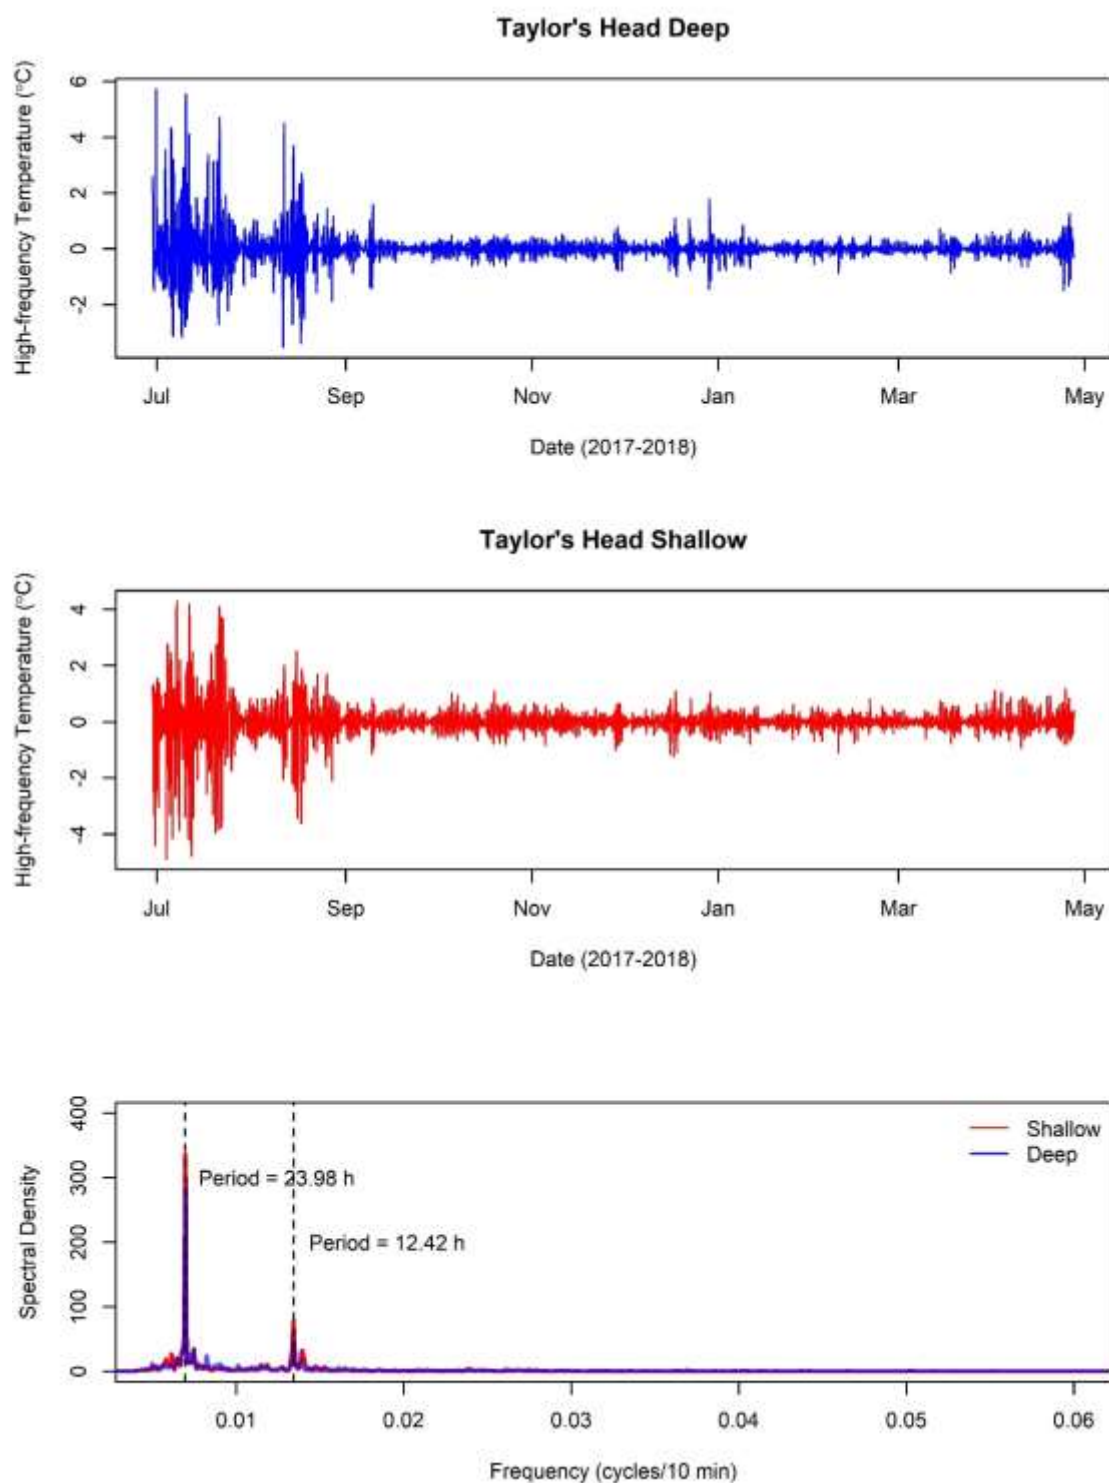 Taylor's Head Deep
High-frequency Temperature (°C)
6
4
2
0
-2
Jul Sep Nov Jan Mar May
Date (2017-2018)
Taylor's Head Shallow
High-frequency Temperature (°C)
4
2
0
-2
-4
Jul Sep Nov Jan Mar May
Date (2017-2018)
Spectral Density
400
300
200
100
0
Shallow
Deep
Period = 23.98 h
Period = 12.42 h
0.01 0.02 0.03 0.04 0.05 0.06
Frequency (cycles/10 min)